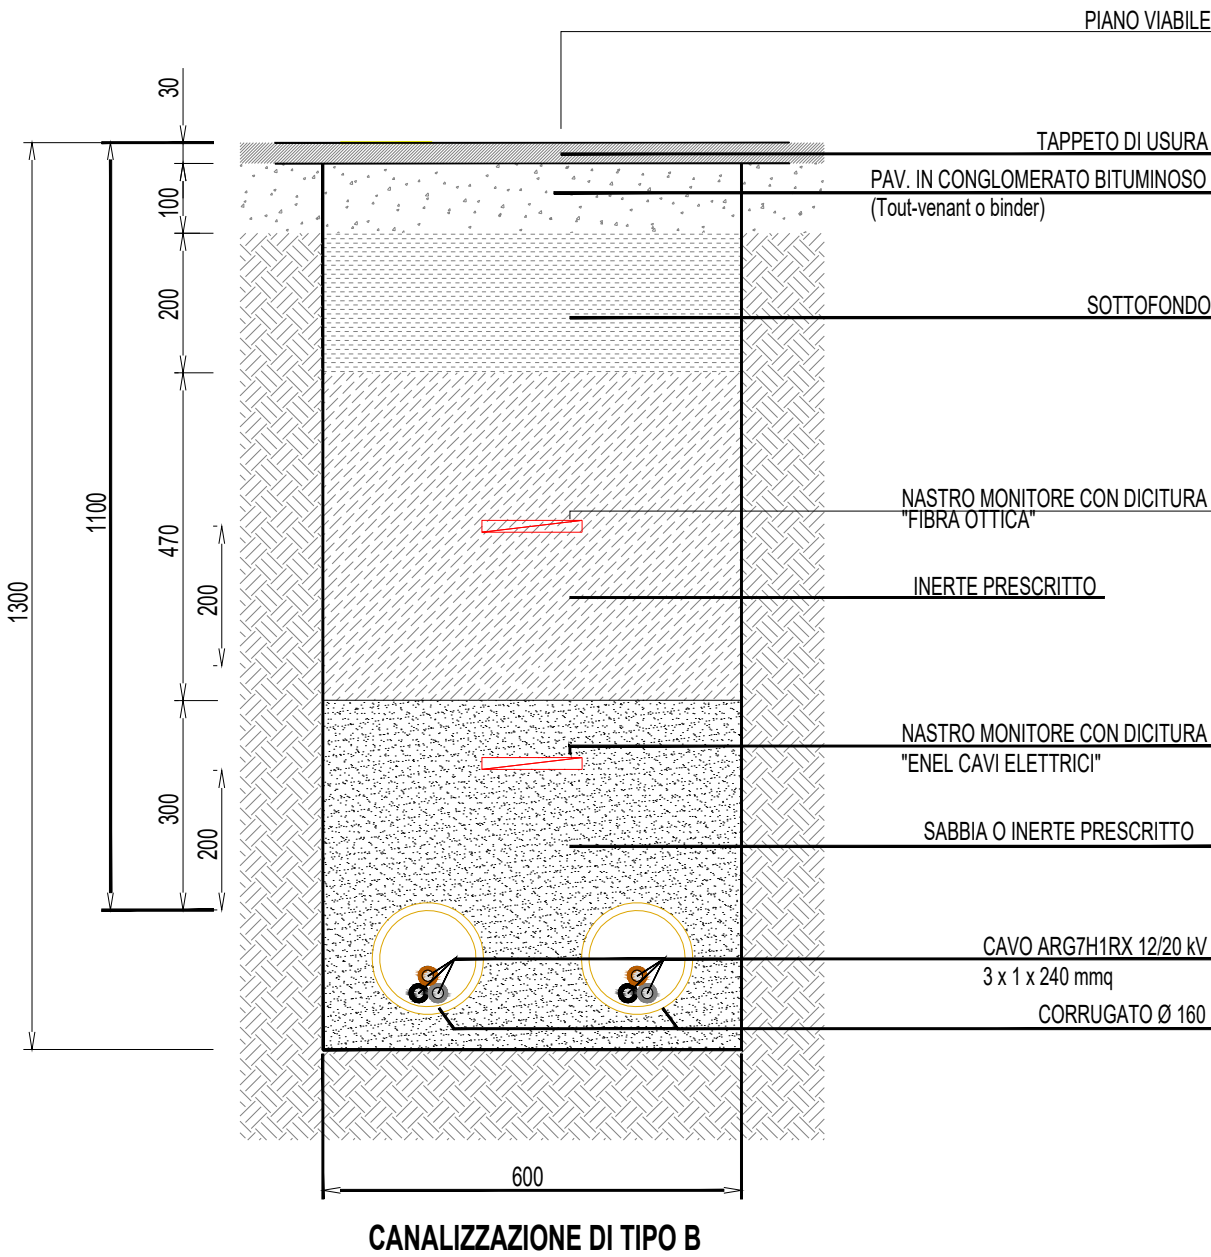 PIANO VIABILE
30
TAPPETO DI USURA
PAV. IN CONGLOMERATO BITUMINOSO
(Tout-venant o binder)
100
200
SOTTOFONDO
NASTRO MONITORE CON DICITURA
"FIBRA OTTICA"
1100
470
INERTE PRESCRITTO
1300
200
NASTRO MONITORE CON DICITURA
"ENEL CAVI ELETTRICI"
300
200
SABBIA O INERTE PRESCRITTO
CAVO ARG7H1RX 12/20 kV
3 x 1 x 240 mmq
CORRUGATO Ø 160
600
CANALIZZAZIONE DI TIPO B